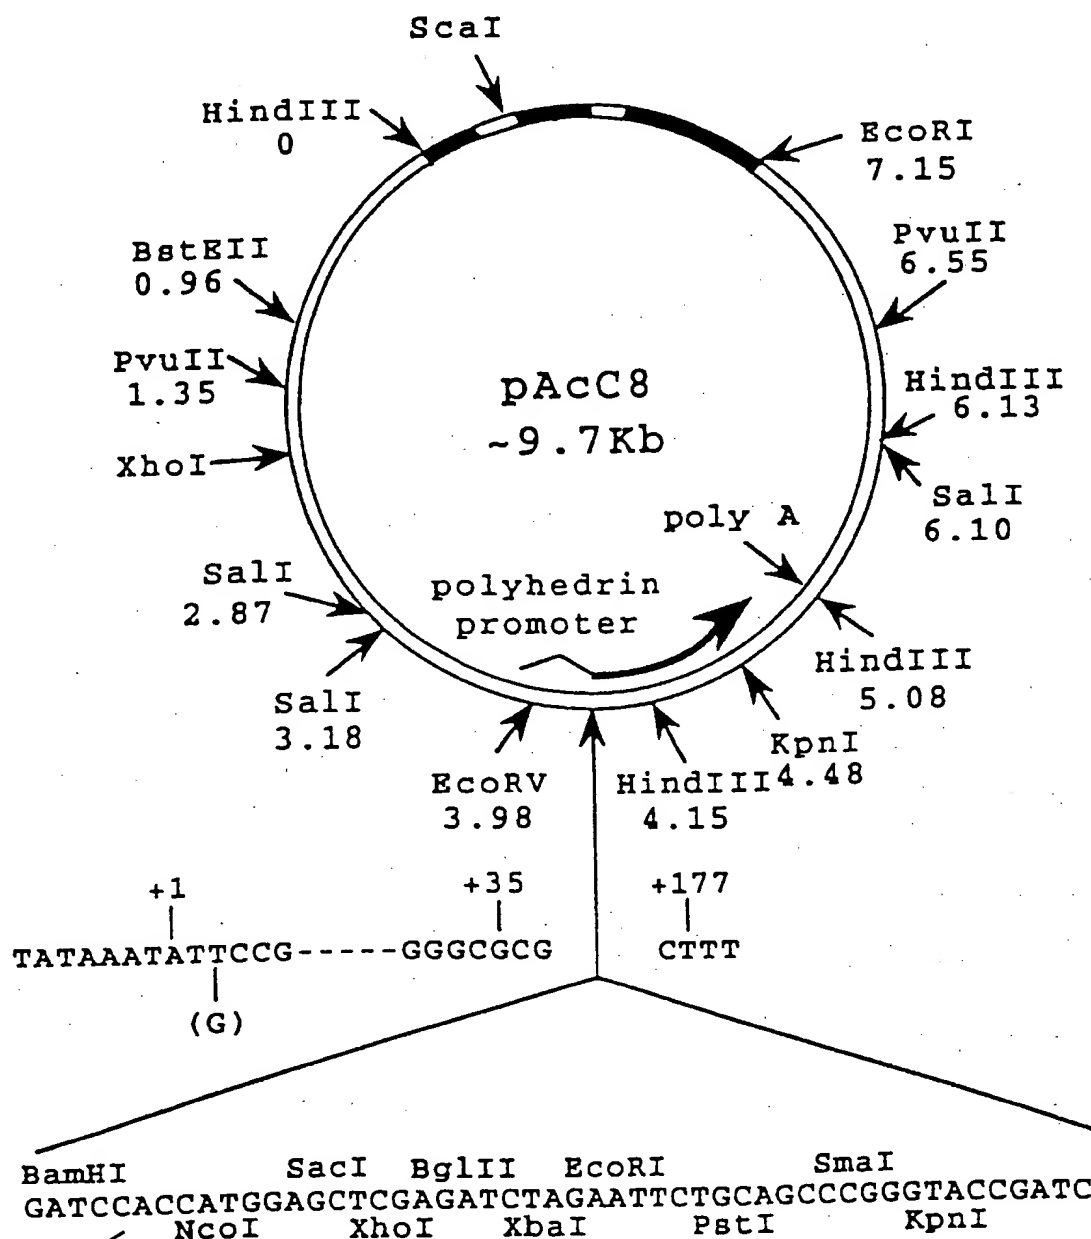 ScaI
HindIII
0
EcoRI
7.15
PvuII
6.55
BstEII
0.96
PvuII
1.35
pAcC8
~9.7Kb
HindIII
6.13
XhoI
SalI
6.10
poly A
SalI
2.87
polyhedrin
promoter
HindIII
5.08
SalI
3.18
KpnI
4.48
EcoRV
3.98
HindIII
4.15
+1
+35
+177
TATAAATATTCCG-----GGGCGCG
CTTT
(G)
BamHI SacI BglII EcoRI SmaI
GATCCACCATGGAGCTCGAGATCTAGAATTCTGCAGCCCGGGTACCGATC
NcoI XhoI XbaI PstI KpnI